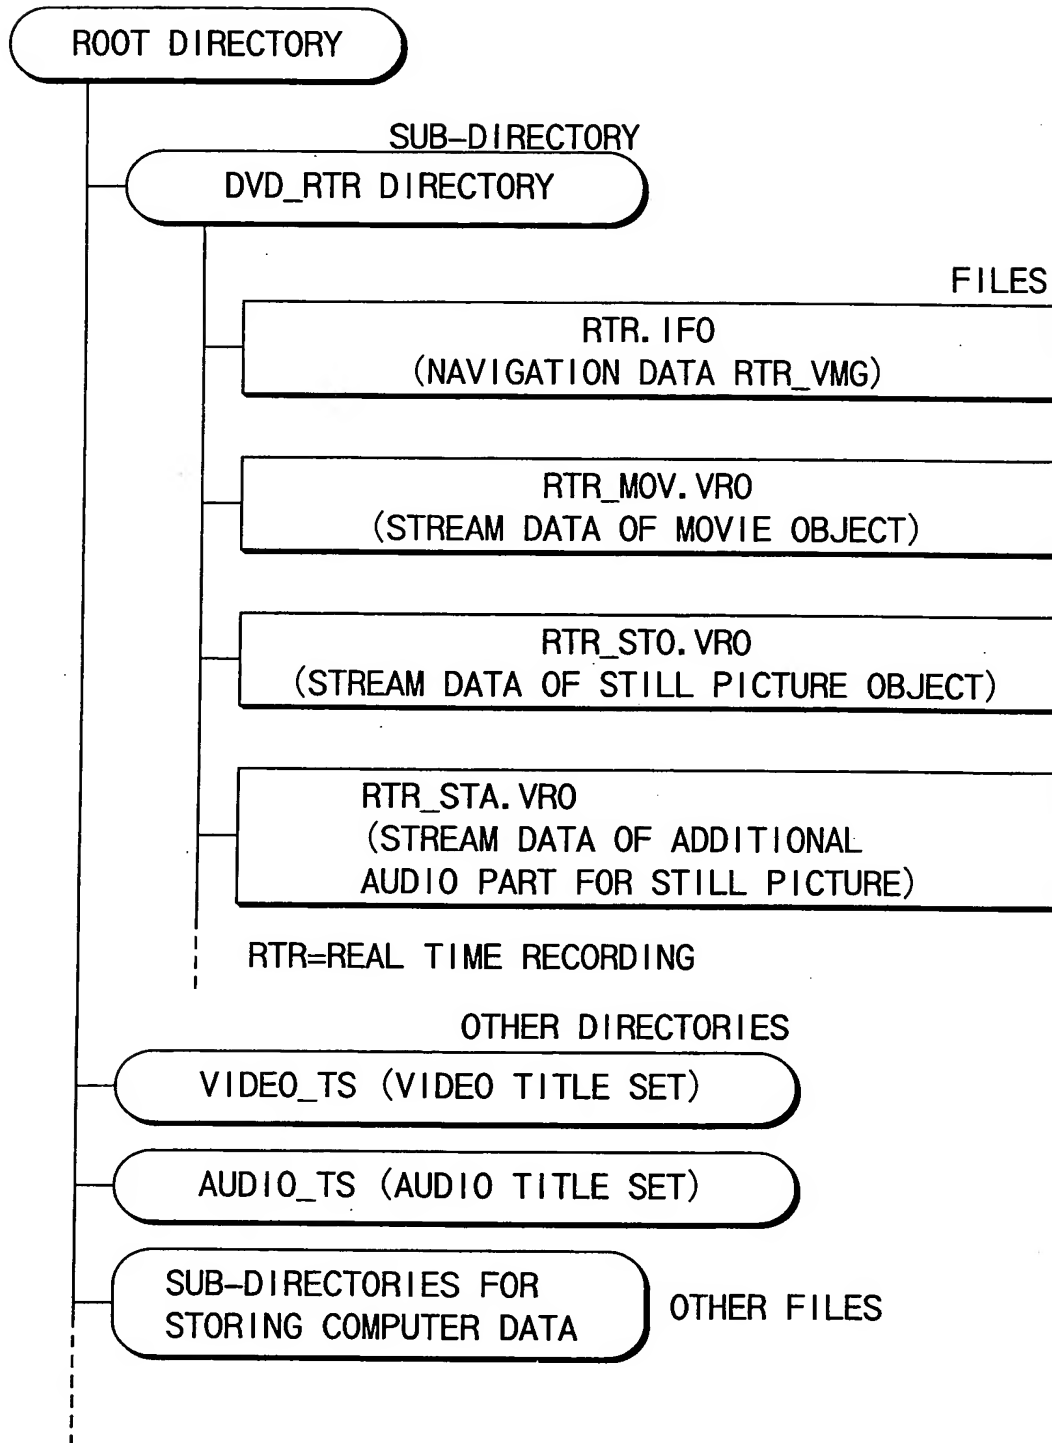 ROOT DIRECTORY
SUB-DIRECTORY
DVD_RTR DIRECTORY
FILES
RTR.IFO
(NAVIGATION DATA RTR_VMG)
RTR_MOV.VRO
(STREAM DATA OF MOVIE OBJECT)
RTR_STO.VRO
(STREAM DATA OF STILL PICTURE OBJECT)
RTR_STA.VRO
(STREAM DATA OF ADDITIONAL
AUDIO PART FOR STILL PICTURE)
RTR=REAL TIME RECORDING
OTHER DIRECTORIES
VIDEO_TS (VIDEO TITLE SET)
AUDIO_TS (AUDIO TITLE SET)
SUB-DIRECTORIES FOR
STORING COMPUTER DATA
OTHER FILES